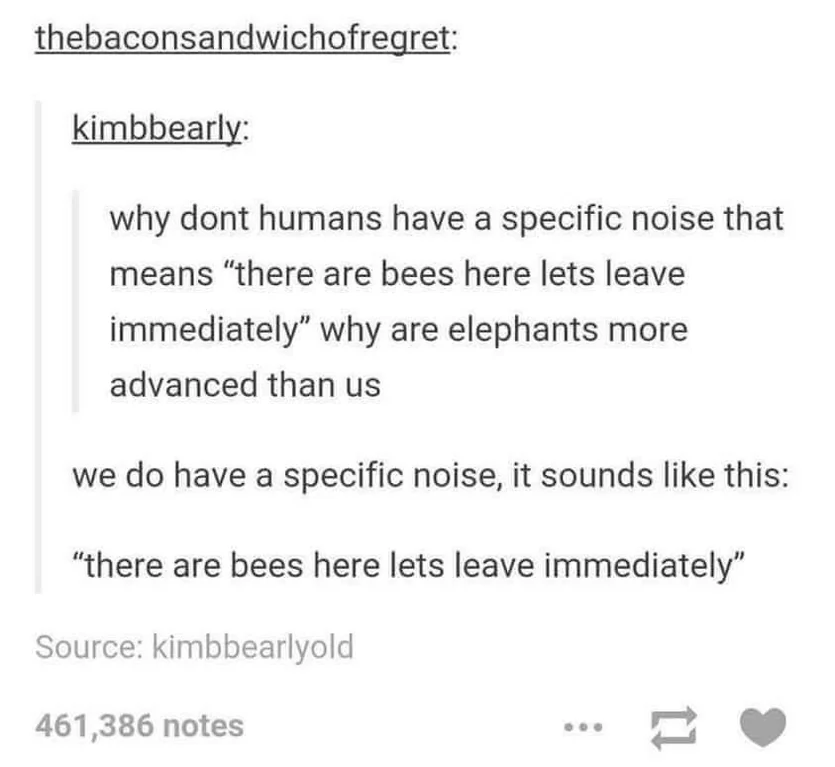 thebaconsandwichofregret:
kimbbearly:
why dont humans have a specific noise that
means “there are bees here lets leave
immediately” why are elephants more
advanced than us
we do have a specific noise, it sounds like this:
“there are bees here lets leave immediately”
Source: kimbbearlyold
461,386 notes